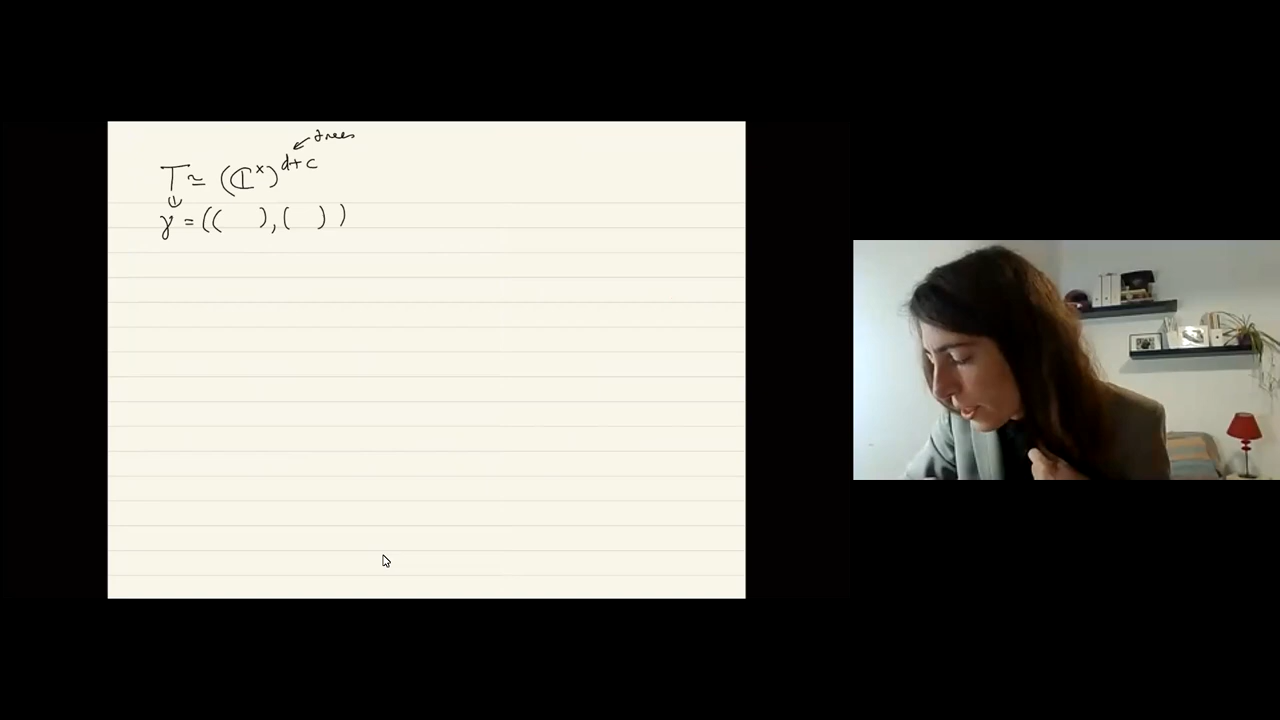 trees
T ≃ (ℂ^×)^{d+c}
γ = ((    ), (    ))